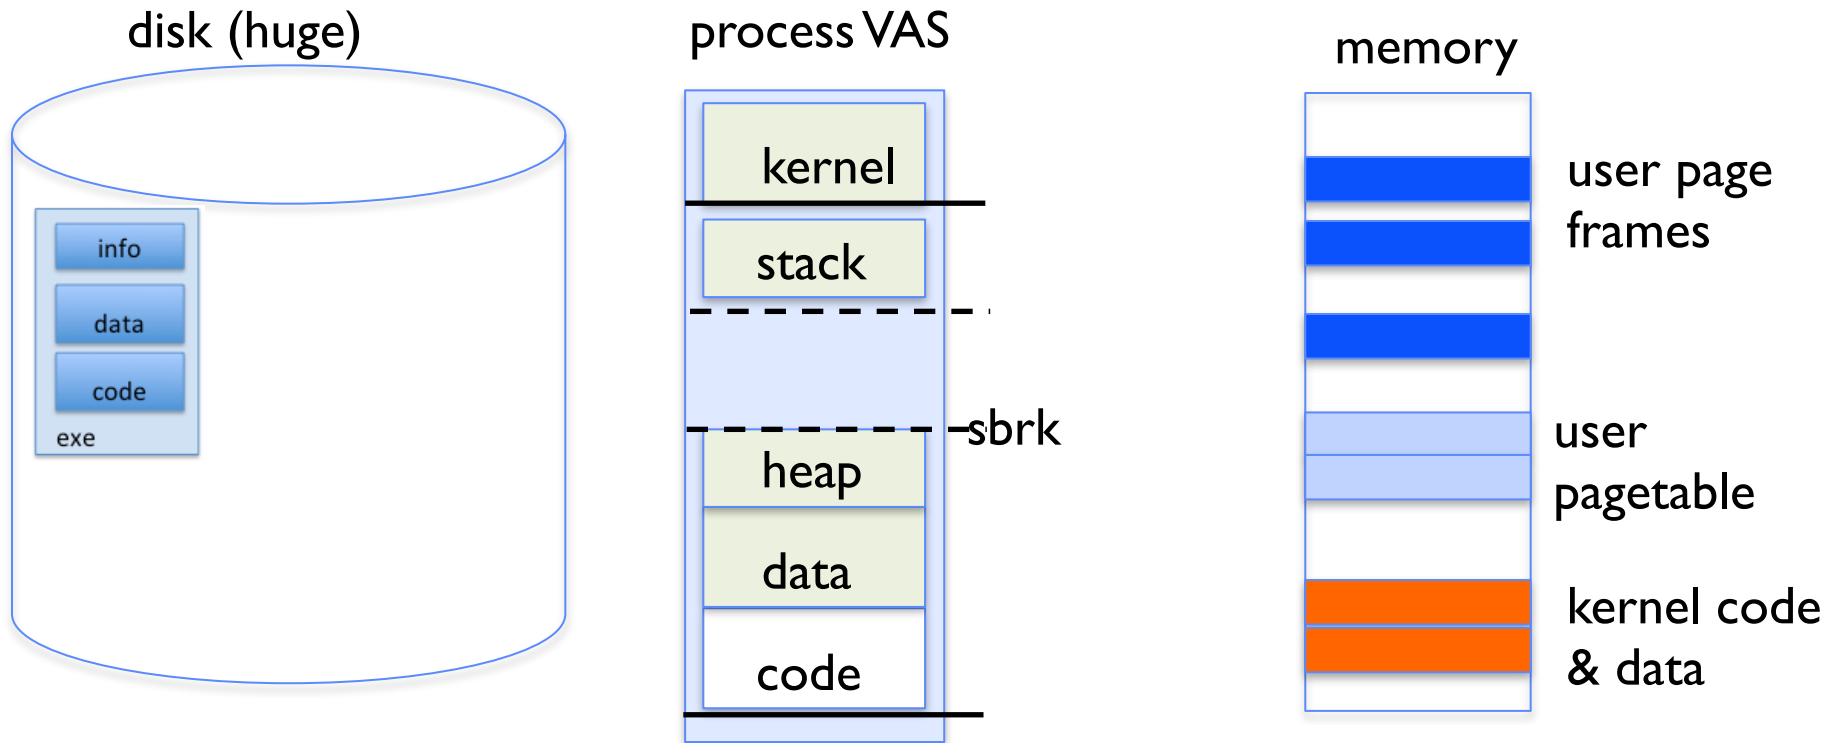 disk (huge)
process VAS
memory
info
data
code
exe
kernel
stack
sbrk
heap
data
code
user page
frames
user
pagetable
kernel code
& data